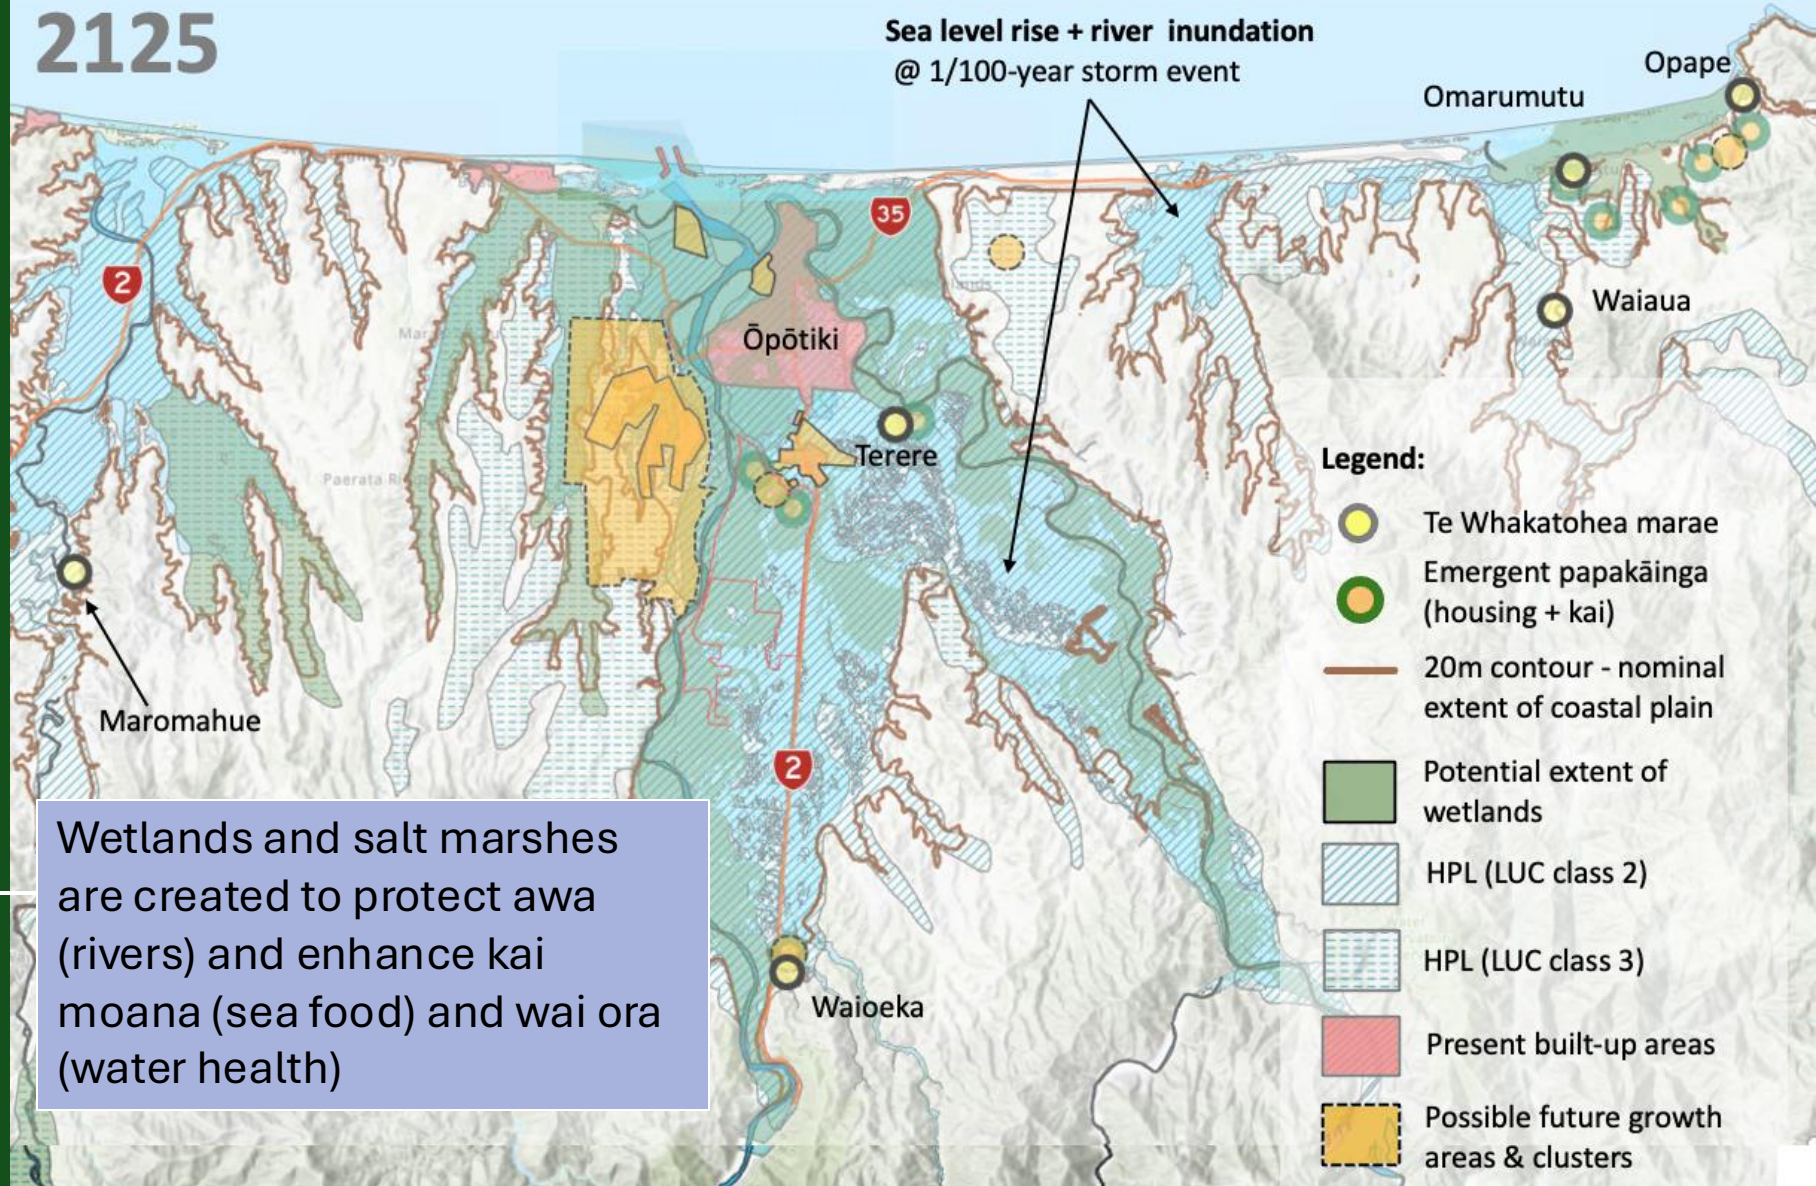 2125
Sea level rise + river inundation
@ 1/100-year storm event
Opape
Omarumutu
35
2
Waiaua
Ōpōtiki
Terere
Paerata
Maromahue
2
Waioeka
Legend:
Te Whakatohea marae
Emergent papakāinga
(housing + kai)
20m contour - nominal
extent of coastal plain
Potential extent of
wetlands
HPL (LUC class 2)
HPL (LUC class 3)
Present built-up areas
Possible future growth
areas & clusters
Wetlands and salt marshes
are created to protect awa
(rivers) and enhance kai
moana (sea food) and wai ora
(water health)